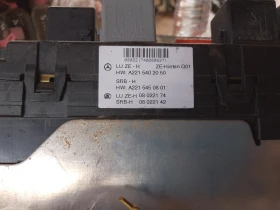 LU ZE - H ZE-Hinten G01
HW: A221 540 20 50
SRB - H
HW: A221 545 08 01
LU ZE-H 08 0221 74
SRB-H 08 0221 42